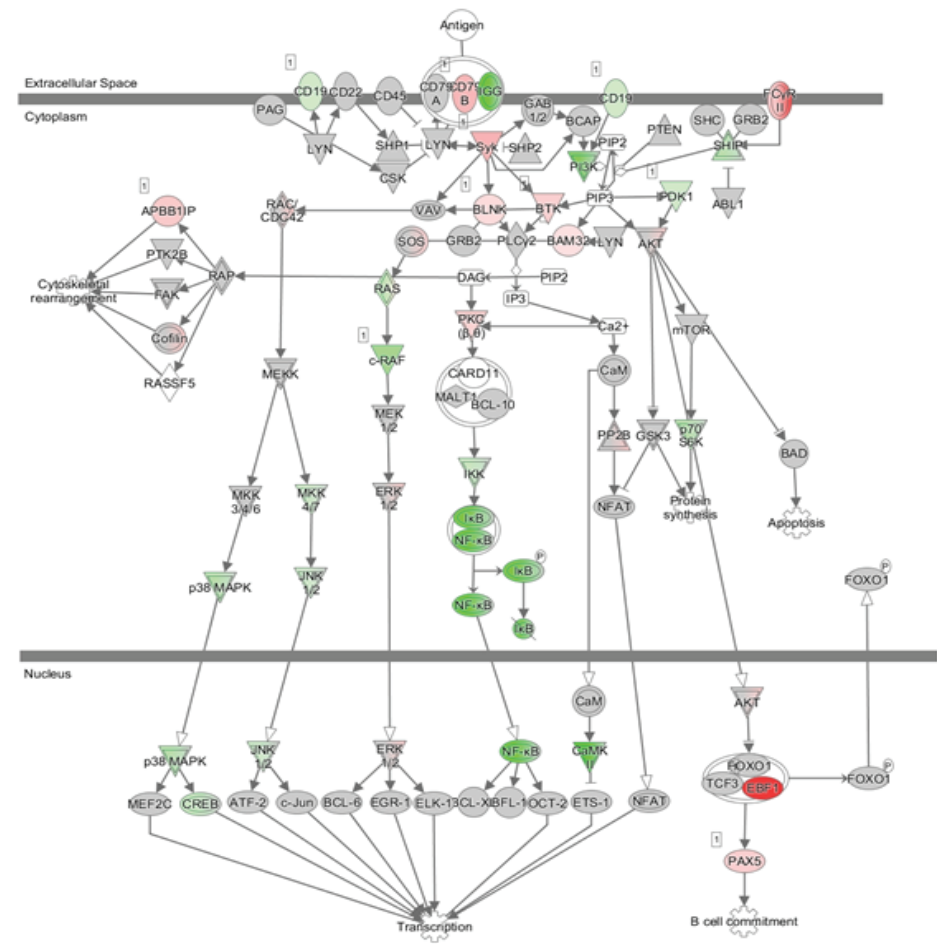 Antigen
Extracellular Space
Cytoplasm
1
1
1
1
CD19
CD22
CD45
CD79
A
CD79
B
IGG
CD19
FCγR
II
PAG
GAB
1/2
BCAP
SHC
GRB2
LYN
SHP1
LYN
Syk
SHP2
PIP2
PTEN
SHIP
CSK
PI3K
1
1
1
1
PIP3
PDK1
ABL1
APBB1IP
RAC/
CDC42
VAV
BLNK
BTK
PTK2B
SOS
GRB2
PLCγ2
BAM32
LYN
AKT
Cytoskeletal
rearrangement
FAK
RAP
RAS
DAG
PIP2
IP3
Cofilin
1
PKC
(β,θ)
Ca2+
mTOR
RASSF5
MEKK
c-RAF
CARD11
CaM
MALT1
BCL-10
MEK
1/2
PP2B
GSK3
p70
S6K
BAD
MKK
3/4/6
MKK
4/7
ERK
1/2
IKK
NFAT
Protein
synthesis
Apoptosis
IκB
NF-κB
p38 MAPK
JNK
1/2
IκB
P
FOXO1
P
NF-κB
IκB
Nucleus
CaM
AKT
p38 MAPK
JNK
1/2
ERK
1/2
NF-κB
CaMK
II
FOXO1
TCF3
EBF1
FOXO1
P
MEF2C
CREB
ATF-2
c-Jun
BCL-6
EGR-1
ELK-1
BFL-1
OCT-2
ETS-1
NFAT
1
PAX5
Transcription
B cell commitment